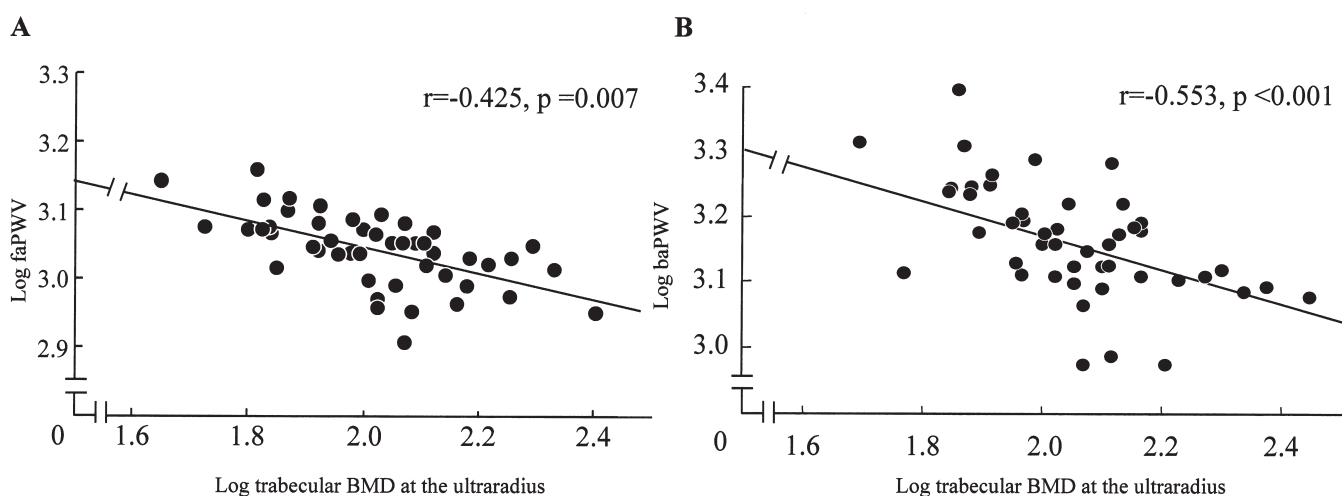 A
3.3
3.2
3.1
3.0
2.9
0
1.6
1.8
2.0
2.2
2.4
Log faPWV
Log trabecular BMD at the ultraradius
r=-0.425, p =0.007
B
3.4
3.3
3.2
3.1
3.0
0
1.6
1.8
2.0
2.2
2.4
Log baPWV
Log trabecular BMD at the ultraradius
r=-0.553, p <0.001